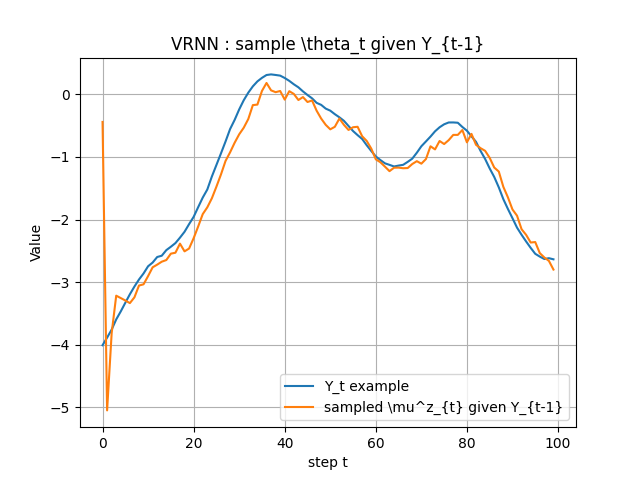 VRNN : sample \theta_t given Y_{t-1}
Value
0
−1
−2
−3
−4
−5
0
20
40
60
80
100
step t
Y_t example
sampled \mu^z_{t} given Y_{t-1}